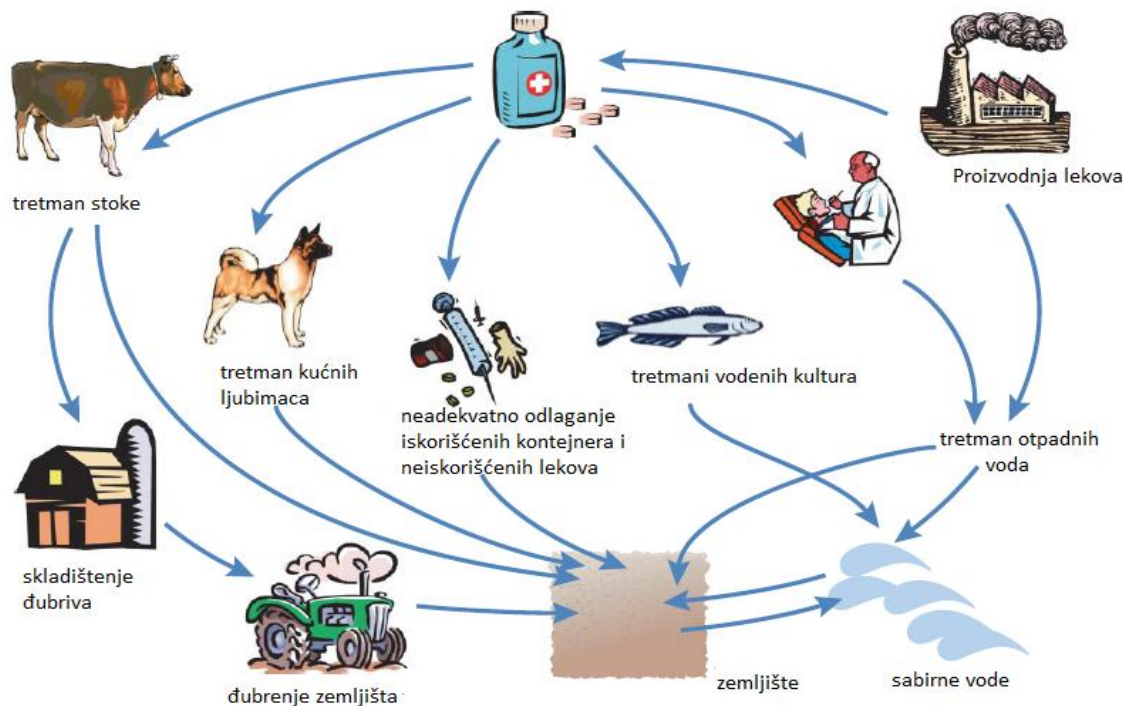 Proizvodnja lekova
tretman stoke
tretman kućnih
ljubimaca
neadekvatno odlaganje
iskorišćenih kontejnera i
neiskorišćenih lekova
tretmani vodenih kultura
tretman otpadnih
voda
skladištenje
đubriva
đubrenje zemljišta
zemljište
sabirne vode